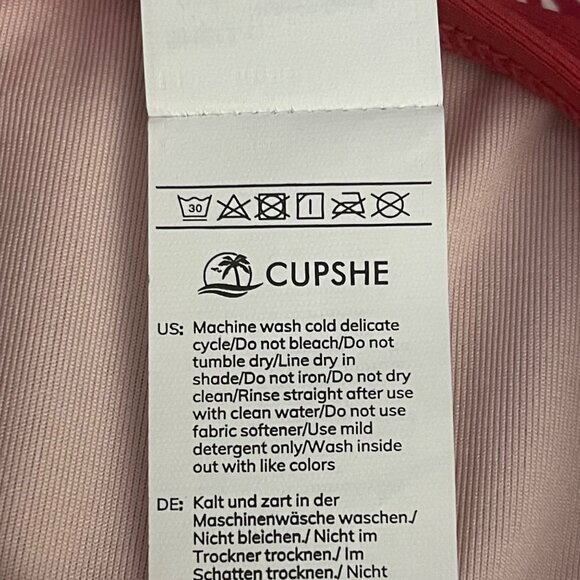 30
CUPSHE
US: Machine wash cold delicate
cycle/Do not bleach/Do not
tumble dry/Line dry in
shade/Do not iron/Do not dry
clean/Rinse straight after use
with clean water/Do not use
fabric softener/Use mild
detergent only/Wash inside
out with like colors
DE: Kalt und zart in der
Maschinenwäsche waschen./
Nicht bleichen./ Nicht im
Trockner trocknen./ Im
Schatten trocknen./ Nicht